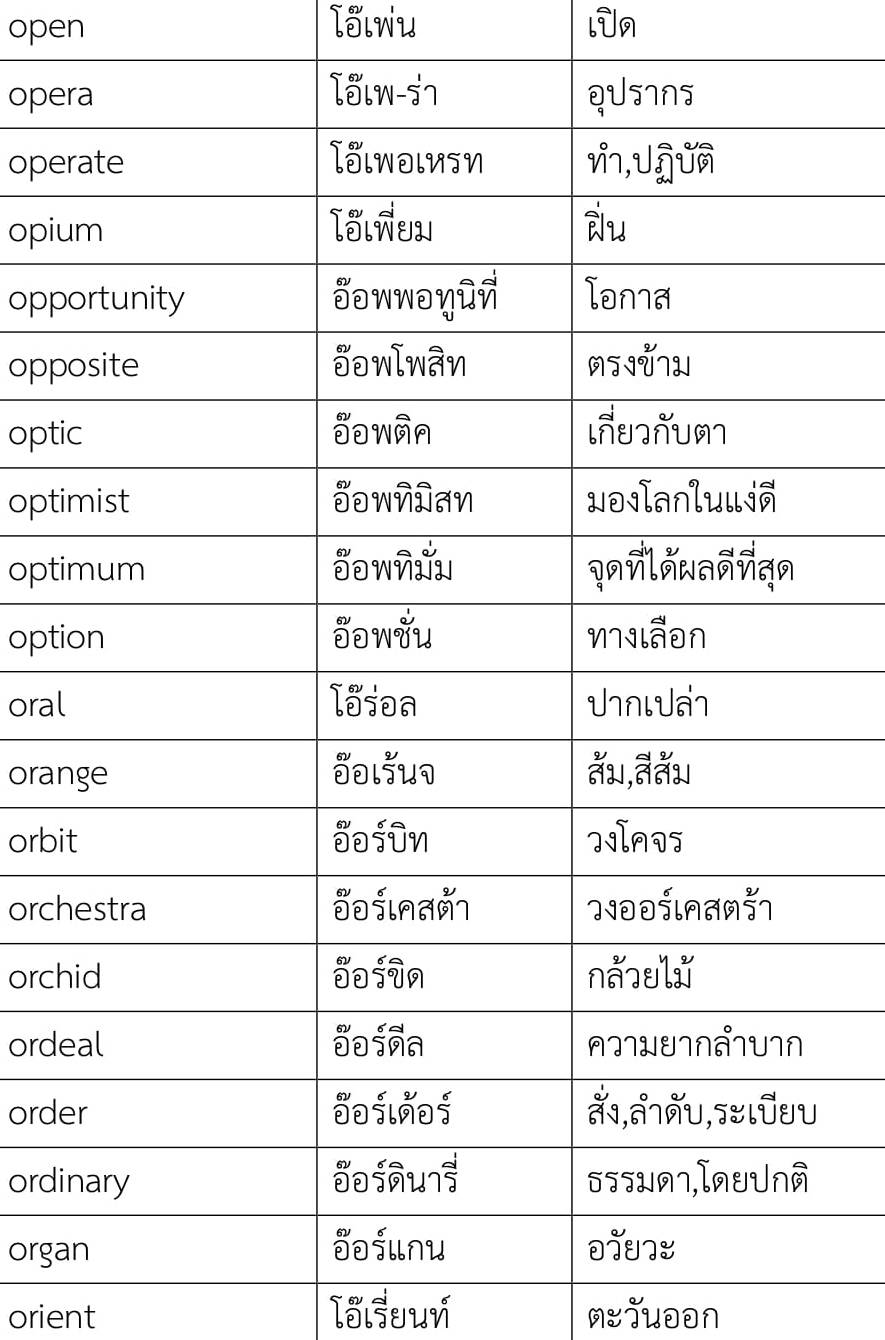 open โอ๊เพ่น เปิด
opera โอ๊เพ-ร่า อุปรากร
operate โอ๊เพอเหรท ทำ,ปฏิบัติ
opium โอ๊เพี่ยม ฝิ่น
opportunity อ๊อพพอทูนิที่ โอกาส
opposite อ๊อพโพสิท ตรงข้าม
optic อ๊อพติค เกี่ยวกับตา
optimist อ๊อพทิมิสท มองโลกในแง่ดี
optimum อ๊อพทิมั่ม จุดที่ได้ผลดีที่สุด
option อ๊อพชั่น ทางเลือก
oral โอ๊ร่อล ปากเปล่า
orange อ๊อเร้นจ ส้ม,สีส้ม
orbit อ๊อร์บิท วงโคจร
orchestra อ๊อร์เคสต้า วงออร์เคสตร้า
orchid อ๊อร์ขิด กล้วยไม้
ordeal อ๊อร์ดีล ความยากลำบาก
order อ๊อร์เด้อร์ สั่ง,ลำดับ,ระเบียบ
ordinary อ๊อร์ดินารี่ ธรรมดา,โดยปกติ
organ อ๊อร์แกน อวัยวะ
orient โอ๊เรี่ยนท์ ตะวันออก